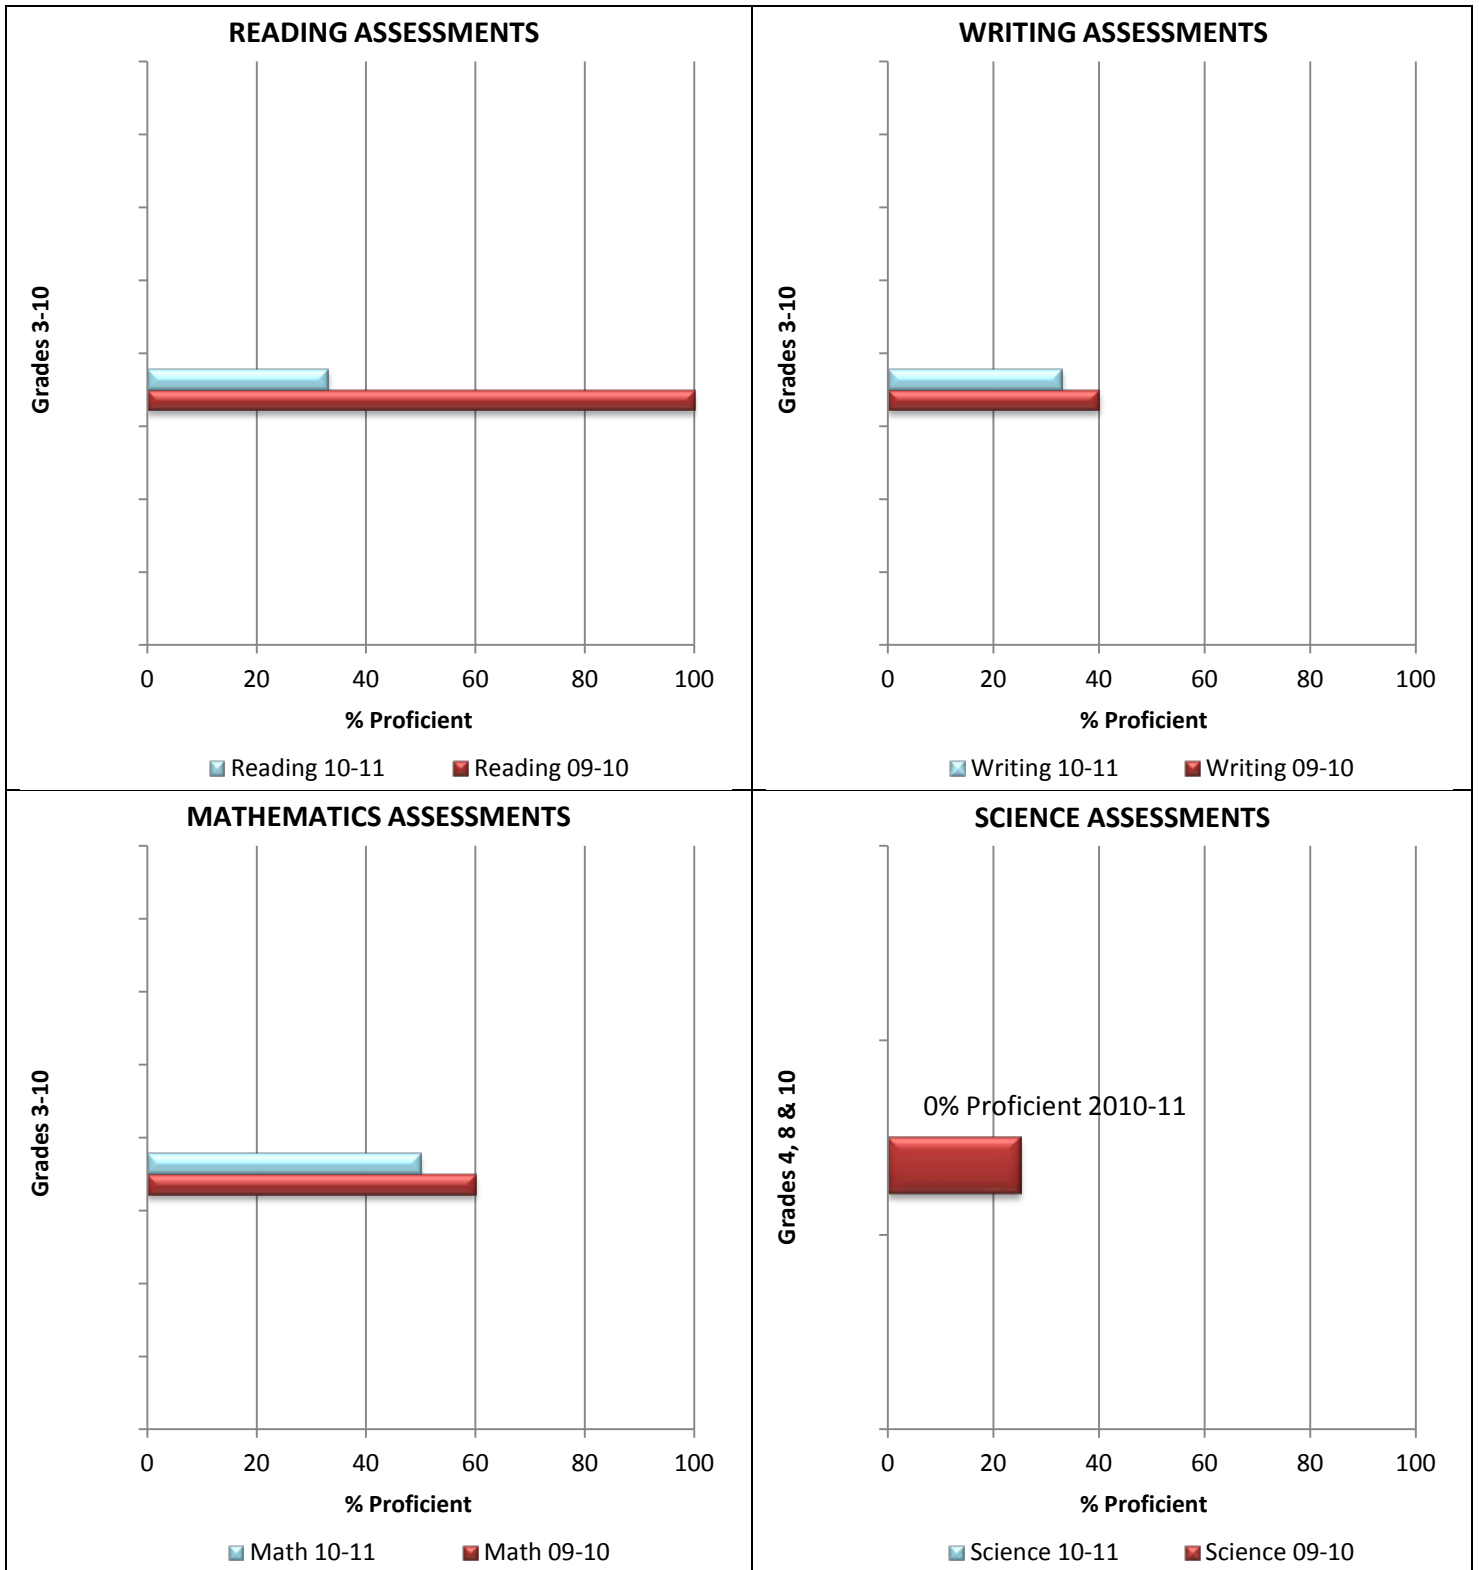 READING ASSESSMENTS
Grades 3-10
0 20 40 60 80 100
% Proficient
Reading 10-11 Reading 09-10
WRITING ASSESSMENTS
Grades 3-10
0 20 40 60 80 100
% Proficient
Writing 10-11 Writing 09-10
MATHEMATICS ASSESSMENTS
Grades 3-10
0 20 40 60 80 100
% Proficient
Math 10-11 Math 09-10
SCIENCE ASSESSMENTS
Grades 4, 8 & 10
0% Proficient 2010-11
0 20 40 60 80 100
% Proficient
Science 10-11 Science 09-10